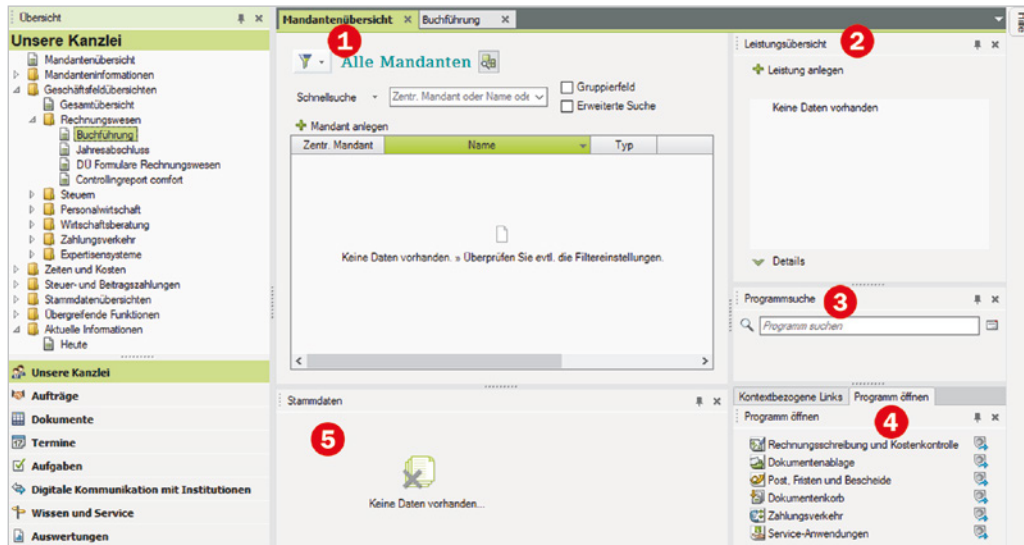 Übersicht
Unsere Kanzlei
Mandantenübersicht
Mandanteninformationen
Geschäftsfeldübersichten
Gesamtübersicht
Rechnungswesen
Buchführung
Jahresabschluss
DÜ Formulare Rechnungswesen
Controllingreport comfort
Steuern
Personalwirtschaft
Wirtschaftsberatung
Zahlungsverkehr
Expertisensysteme
Zeiten und Kosten
Steuer- und Beitragszahlungen
Stammdatenübersichten
Übergreifende Funktionen
Aktuelle Informationen
Heute
Unsere Kanzlei
Aufträge
Dokumente
Termine
Aufgaben
Digitale Kommunikation mit Institutionen
Wissen und Service
Auswertungen
Mandantenübersicht
Buchführung
1
Alle Mandanten
Schnellsuche
Zentr. Mandant oder Name ode
Gruppierfeld
Erweiterte Suche
Mandant anlegen
Zentr. Mandant Name Typ
Keine Daten vorhanden. » Überprüfen Sie evtl. die Filtereinstellungen.
Stammdaten
5
Keine Daten vorhanden...
Leistungsübersicht
2
Leistung anlegen
Keine Daten vorhanden
Details
Programmsuche
3
Programm suchen
Kontextbezogene Links
Programm öffnen
Programm öffnen
4
Rechnungsschreibung und Kostenkontrolle
Dokumentenablage
Post, Fristen und Bescheide
Dokumentenkorb
Zahlungsverkehr
Service-Anwendungen